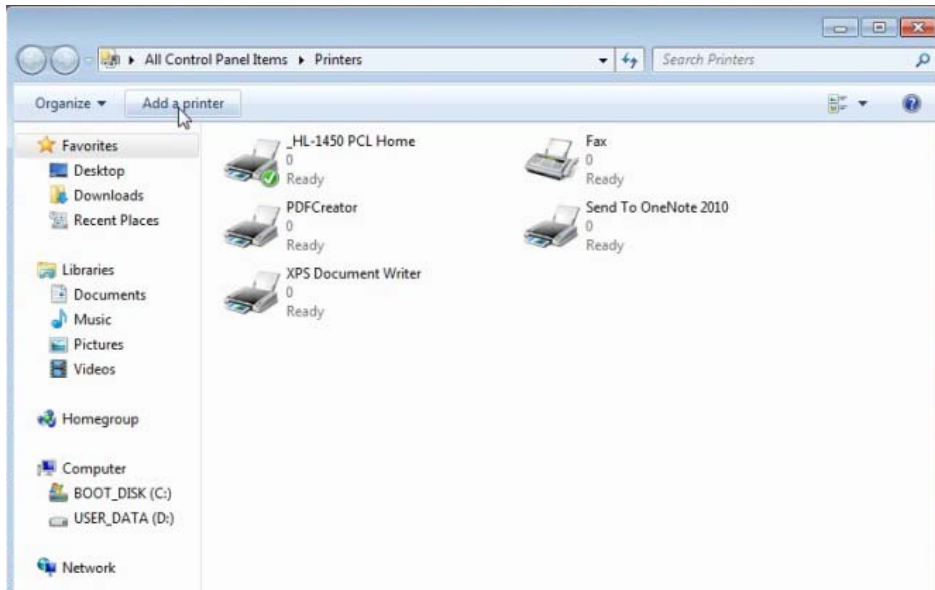 All Control Panel Items Printers
Search Printers
Organize
Add a printer
Favorites
Desktop
Downloads
Recent Places
Libraries
Documents
Music
Pictures
Videos
Homegroup
Computer
BOOT_DISK (C:)
USER_DATA (D:)
Network
_HL-1450 PCL Home
0
Ready
Fax
0
Ready
PDFCreator
0
Ready
Send To OneNote 2010
0
Ready
XPS Document Writer
0
Ready